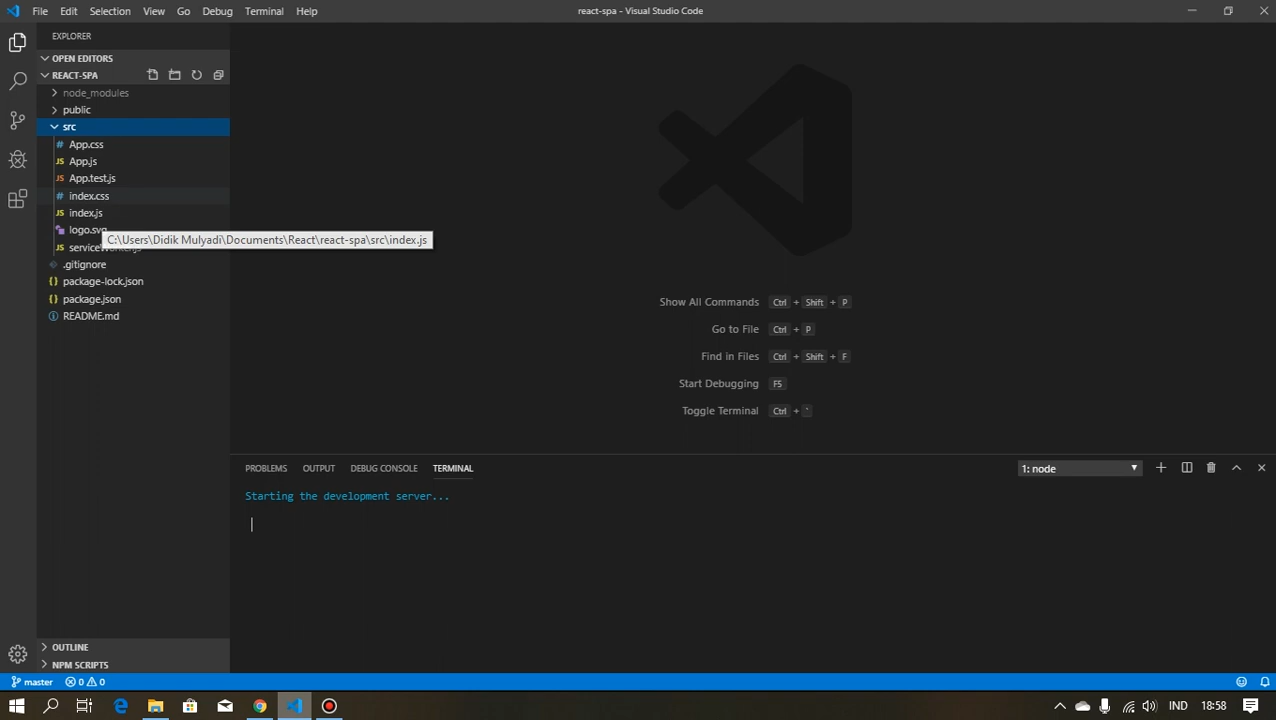 File Edit Selection View Go Debug Terminal Help
react-spa - Visual Studio Code
EXPLORER
OPEN EDITORS
REACT-SPA
node_modules
public
src
App.css
App.js
App.test.js
index.css
index.js
logo.svg
C:\Users\Didik Mulyadi\Documents\React\react-spa\src\index.js
serviceWorker.js
.gitignore
package-lock.json
package.json
README.md
Show All Commands Ctrl + Shift + P
Go to File Ctrl + P
Find in Files Ctrl + Shift + F
Start Debugging F5
Toggle Terminal Ctrl + `
PROBLEMS OUTPUT DEBUG CONSOLE TERMINAL
1: node
Starting the development server...
OUTLINE
NPM SCRIPTS
master 0 0
IND 18:58